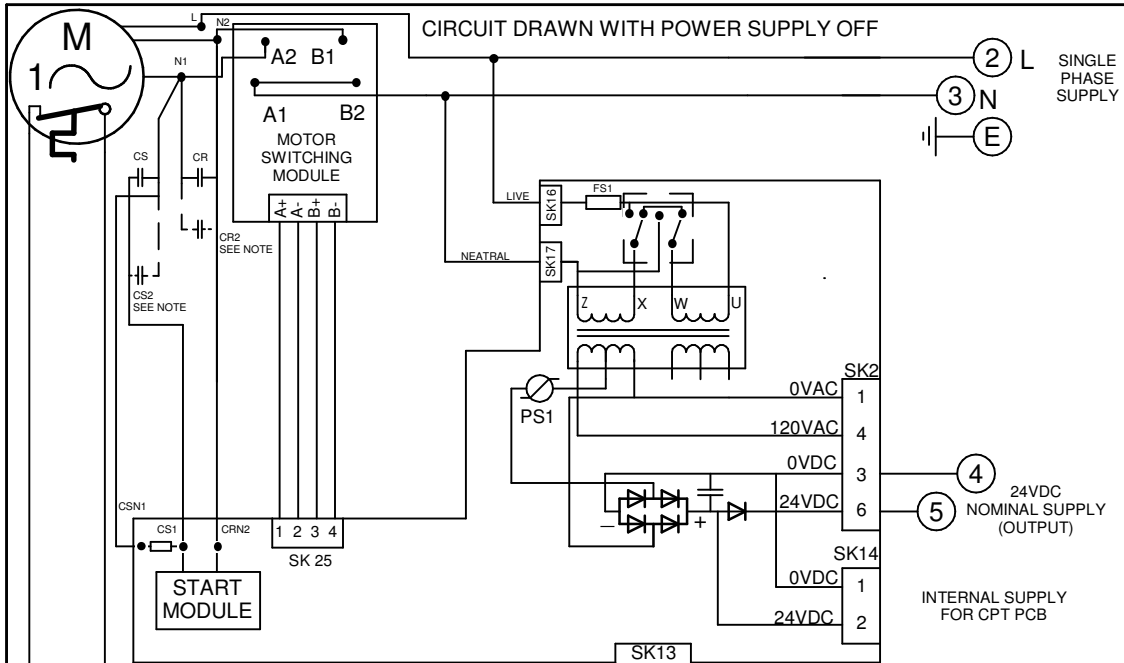 CIRCUIT DRAWN WITH POWER SUPPLY OFF
L
N2
M
1
N1
A2 B1
A1 B2
MOTOR
SWITCHING
MODULE
A+ A- B+ B-
2 L
3 N
E
SINGLE
PHASE
SUPPLY
CS
CR
CR2
SEE NOTE
CS2
SEE NOTE
LIVE
SK16
FS1
NEATRAL
SK17
Z X W U
PS1
SK2
0VAC 1
120VAC 4
0VDC 3
24VDC 6
4
5
24VDC
NOMINAL SUPPLY
(OUTPUT)
– +
CSN1
CS1
CRN2
1 2 3 4
SK 25
START
MODULE
SK14
0VDC 1
24VDC 2
INTERNAL SUPPLY
FOR CPT PCB
SK13